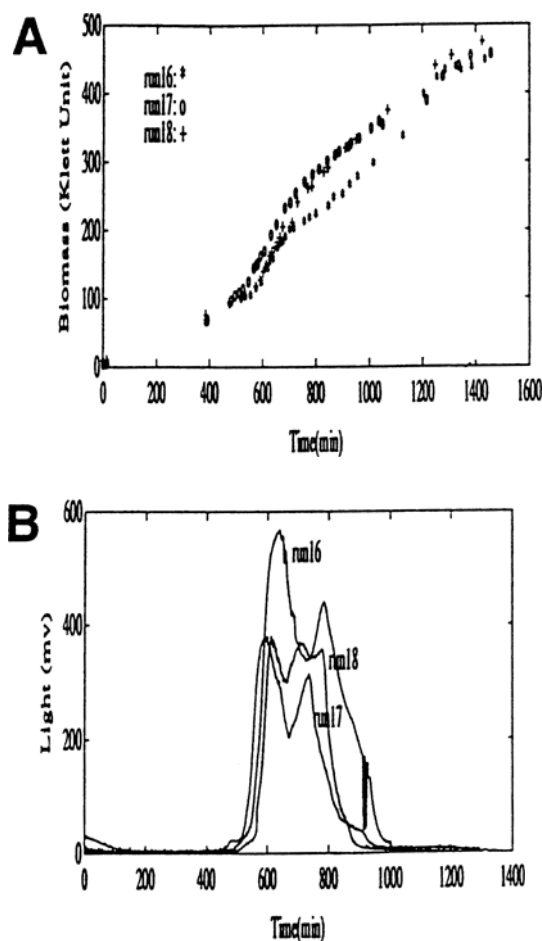 A
500
400
300
200
100
0
run16: *
run17: o
run18: +
Biomass (Klett Unit)
0 200 400 600 800 1000 1200 1400 1600
Time(min)
B
600
400
200
0
run16
run18
run17
Light (mv)
0 200 400 600 800 1000 1200 1400
Time(min)